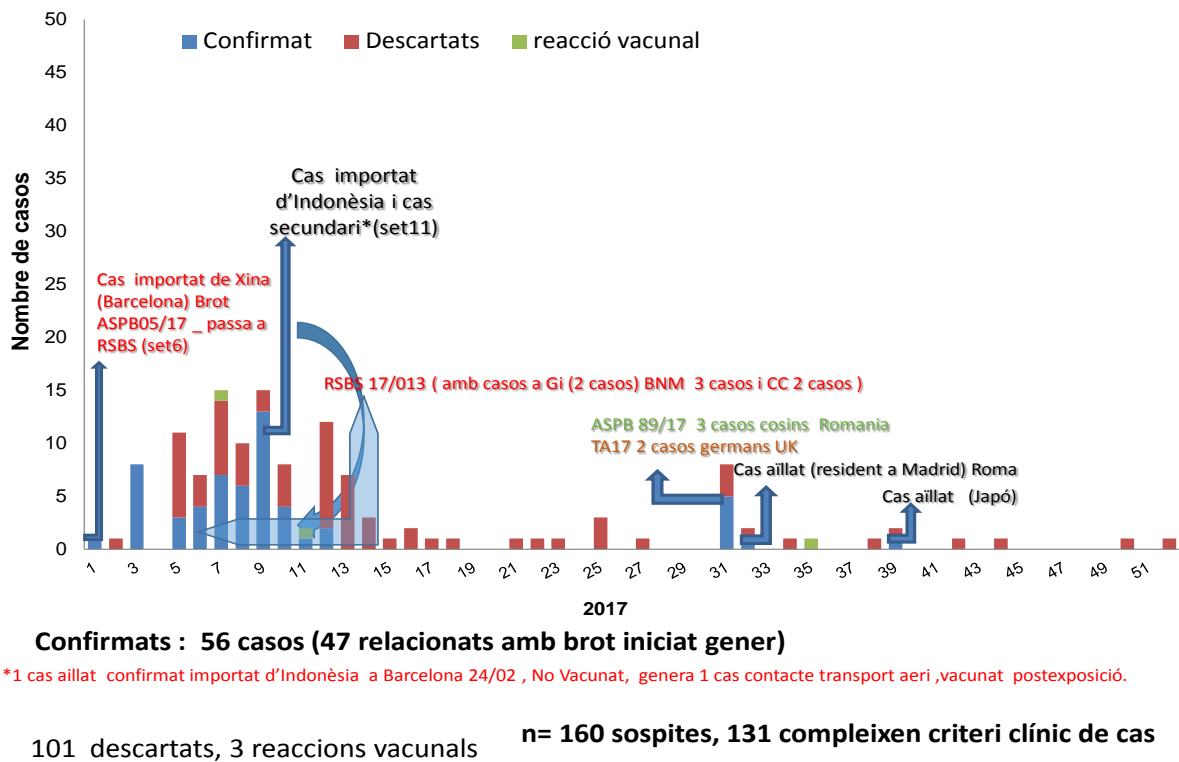 50
45
40
35
30
25
20
15
10
5
0
Nombre de casos
Confirmat
Descartats
reacció vacunal
Cas importat
d'Indonèsia i cas
secundari*(set11)
Cas importat de Xina
(Barcelona) Brot
ASPB05/17 _ passa a
RSBS (set6)
RSBS 17/013 ( amb casos a Gi (2 casos) BNM 3 casos i CC 2 casos )
ASPB 89/17 3 casos cosins Romania
TA17 2 casos germans UK
Cas aïllat (resident a Madrid) Roma
Cas aïllat (Japó)
1 3 5 7 9 11 13 15 17 19 21 23 25 27 29 31 33 35 37 39 41 43 45 47 49 51
2017
Confirmats : 56 casos (47 relacionats amb brot iniciat gener)
*1 cas aillat confirmat importat d'Indonèsia a Barcelona 24/02 , No Vacunat, genera 1 cas contacte transport aeri ,vacunat postexposició.
n= 160 sospites, 131 compleixen criteri clínic de cas
101 descartats, 3 reaccions vacunals